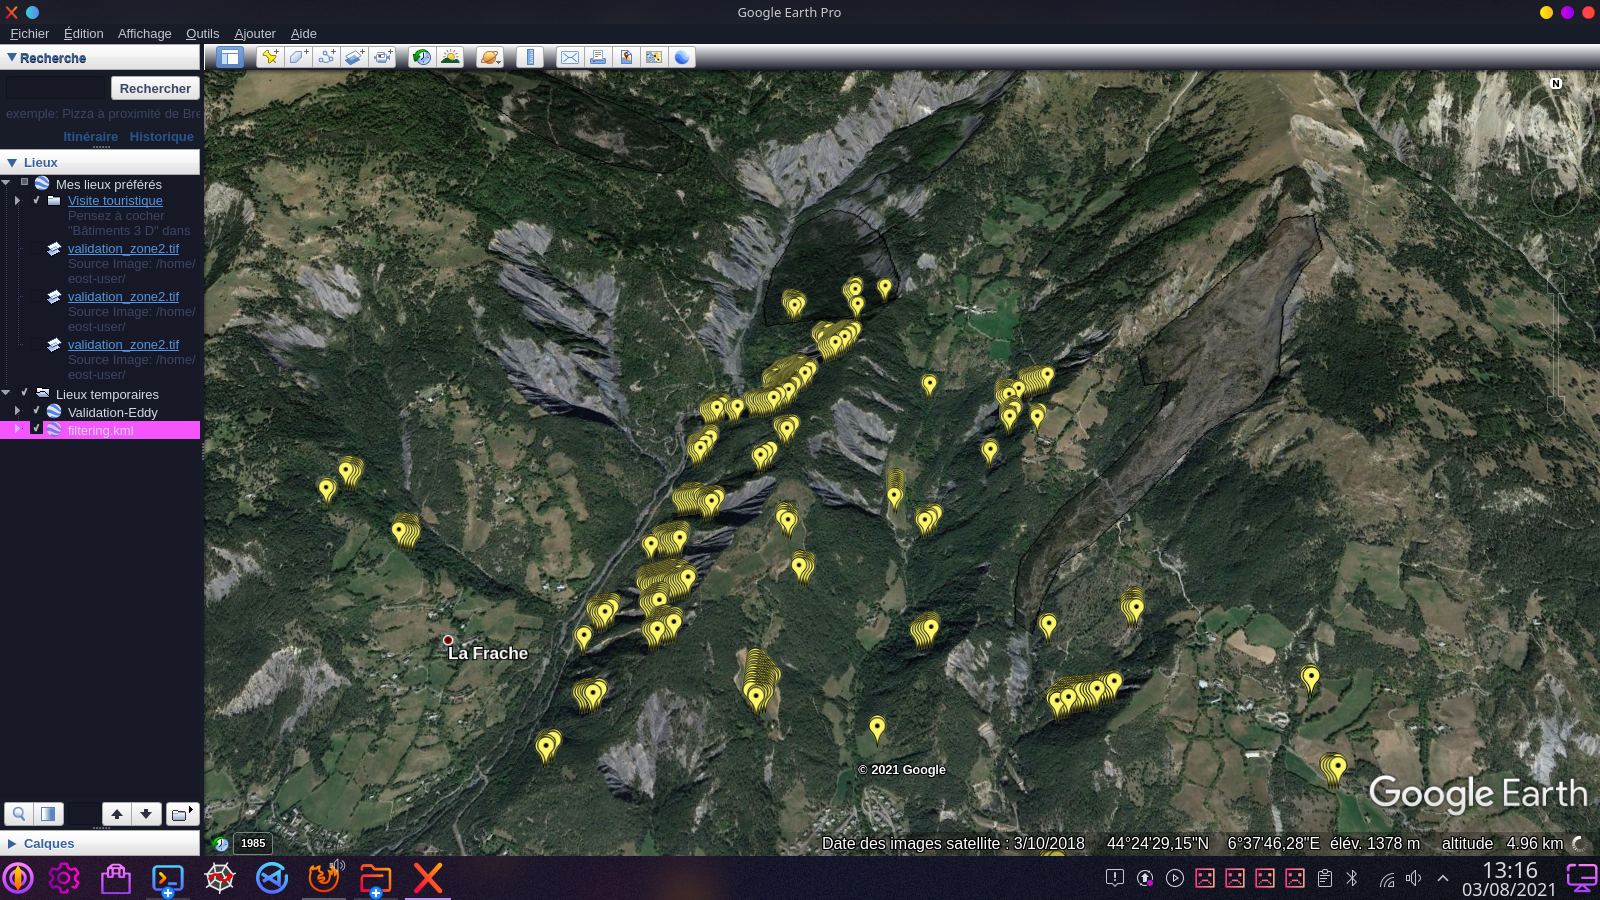 Google Earth Pro
Fichier Édition Affichage Outils Ajouter Aide
Recherche
Rechercher
exemple: Pizza à proximité de Bre
Itinéraire Historique
Lieux
Mes lieux préférés
Visite touristique
Pensez à cocher
"Bâtiments 3 D" dans
validation_zone2.tif
Source Image: /home/
eost-user/
validation_zone2.tif
Source Image: /home/
eost-user/
validation_zone2.tif
Source Image: /home/
eost-user/
Lieux temporaires
Validation-Eddy
filtering.kml
N
La Frache
© 2021 Google
Google Earth
1985
Date des images satellite : 3/10/2018 44°24'29,15"N 6°37'46,28"E élév. 1378 m altitude 4.96 km
Calques
13:16
03/08/2021